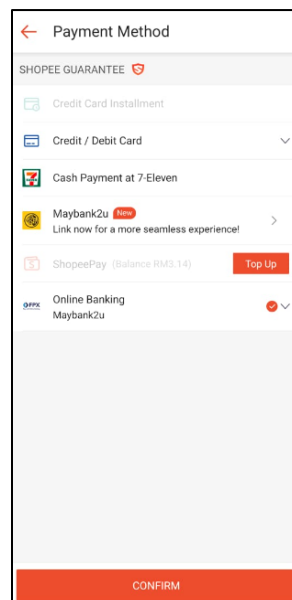 Payment Method
SHOPEE GUARANTEE
Credit Card Installment
Credit / Debit Card
Cash Payment at 7-Eleven
Maybank2u New
Link now for a more seamless experience!
ShopeePay (Balance RM3.14) Top Up
FPX Online Banking
Maybank2u
CONFIRM